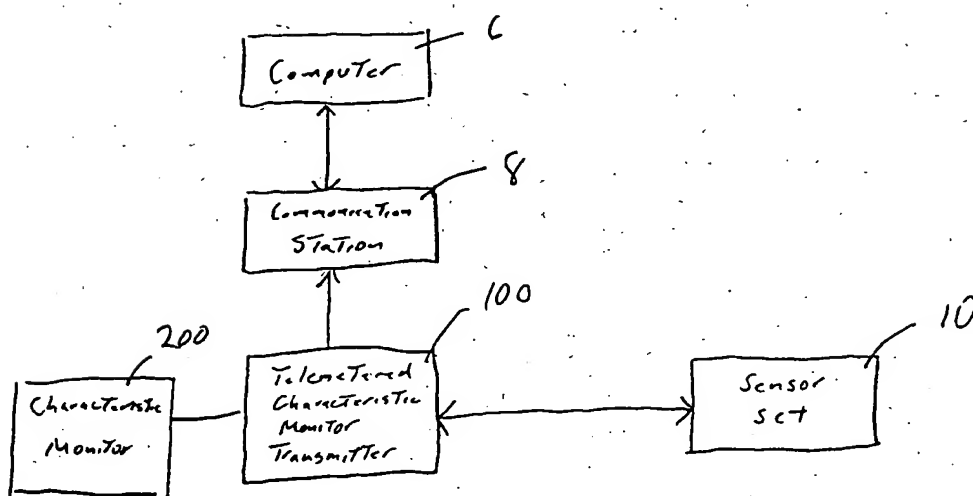 6
Computer
8
Communication
Station
100
200
10
Telemetered
Characteristic
Monitor
Transmitter
Characteristic
Monitor
Sensor
set